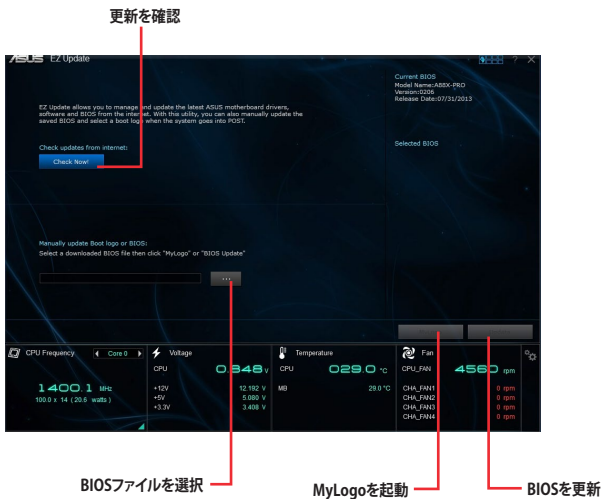 更新を確認
ASUS EZ Update
? ×
Current BIOS
Model Name:A88X-PRO
Version:0206
Release Date:07/31/2013
EZ Update allows you to manage and update the latest ASUS motherboard drivers,
software and BIOS from the internet. With this utility, you can also manually update the
saved BIOS and select a boot logo when the system goes into POST.
Check updates from internet:
Selected BIOS
Check Now!
Manually update Boot logo or BIOS:
Select a downloaded BIOS file then click "MyLogo" or "BIOS Update"
...
CPU Frequency
Core 0
1400.1 MHz
100.0 x 14 (20.6 watts)
Voltage
CPU 0.848 v
+12V 12.192 V
+5V 5.080 V
+3.3V 3.408 V
Temperature
CPU 029.0 °C
MB 29.0 °C
Fan
CPU_FAN 4560 rpm
CHA_FAN1 0 rpm
CHA_FAN2 0 rpm
CHA_FAN3 0 rpm
CHA_FAN4 0 rpm
BIOSファイルを選択
MyLogoを起動
BIOSを更新